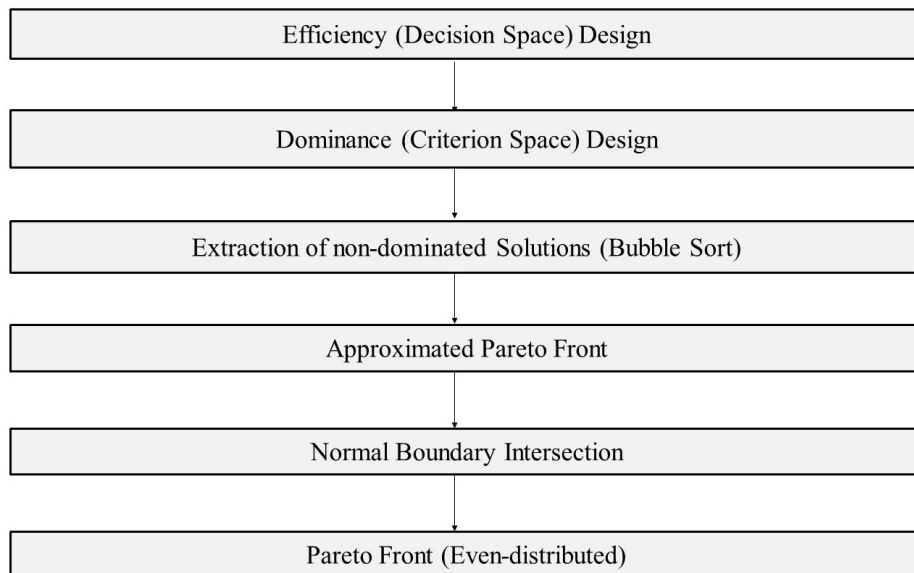 Efficiency (Decision Space) Design
Dominance (Criterion Space) Design
Extraction of non-dominated Solutions (Bubble Sort)
Approximated Pareto Front
Normal Boundary Intersection
Pareto Front (Even-distributed)